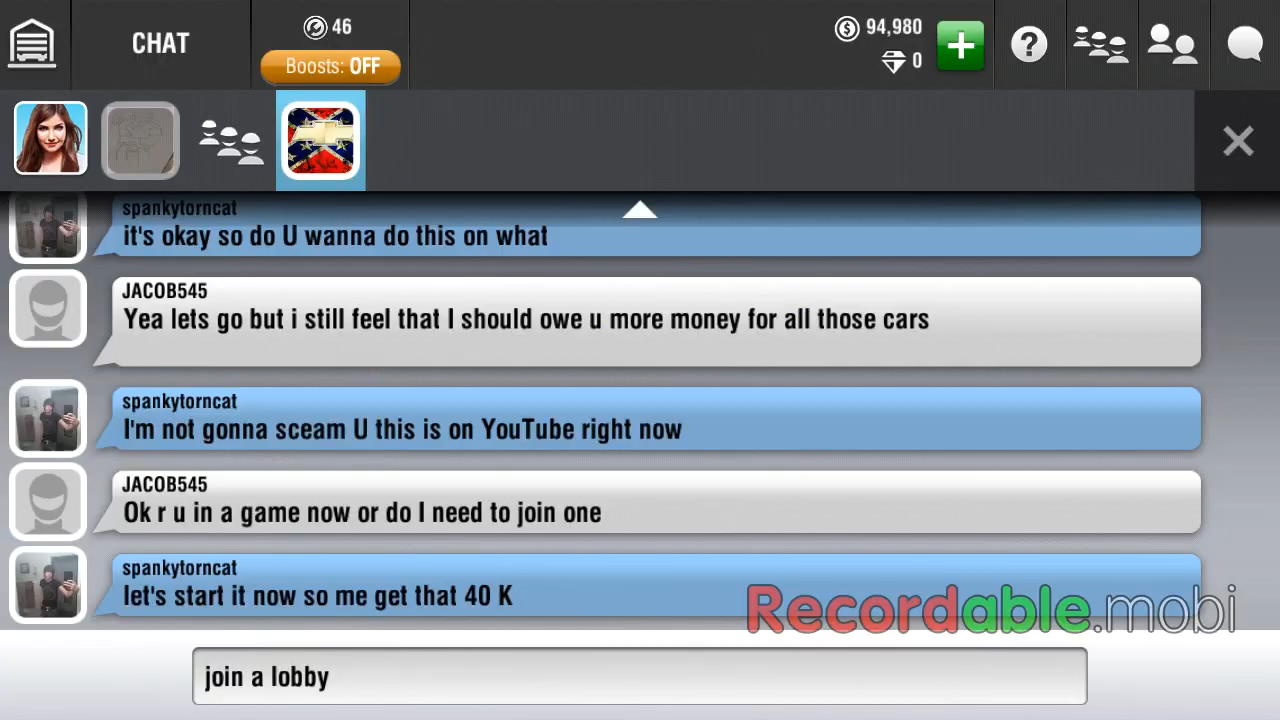 CHAT
46
Boosts: OFF
94,980
0
+
?
spankytorncat
it's okay so do U wanna do this on what
JACOB545
Yea lets go but i still feel that I should owe u more money for all those cars
spankytorncat
I'm not gonna sceam U this is on YouTube right now
JACOB545
Ok r u in a game now or do I need to join one
spankytorncat
let's start it now so me get that 40 K
Recordable.mobi
join a lobby